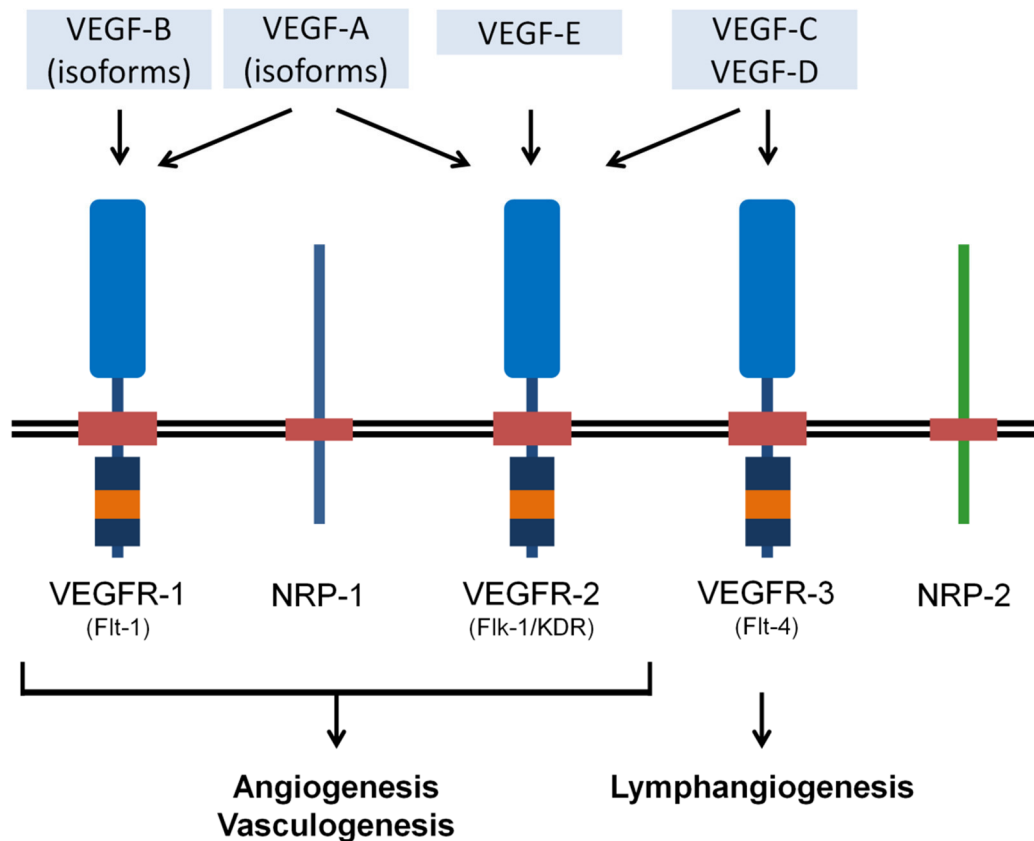 VEGF-B
(isoforms)
VEGF-A
(isoforms)
VEGF-E
VEGF-C
VEGF-D
VEGFR-1
(Flt-1)
NRP-1
VEGFR-2
(Flk-1/KDR)
VEGFR-3
(Flt-4)
NRP-2
Angiogenesis
Vasculogenesis
Lymphangiogenesis